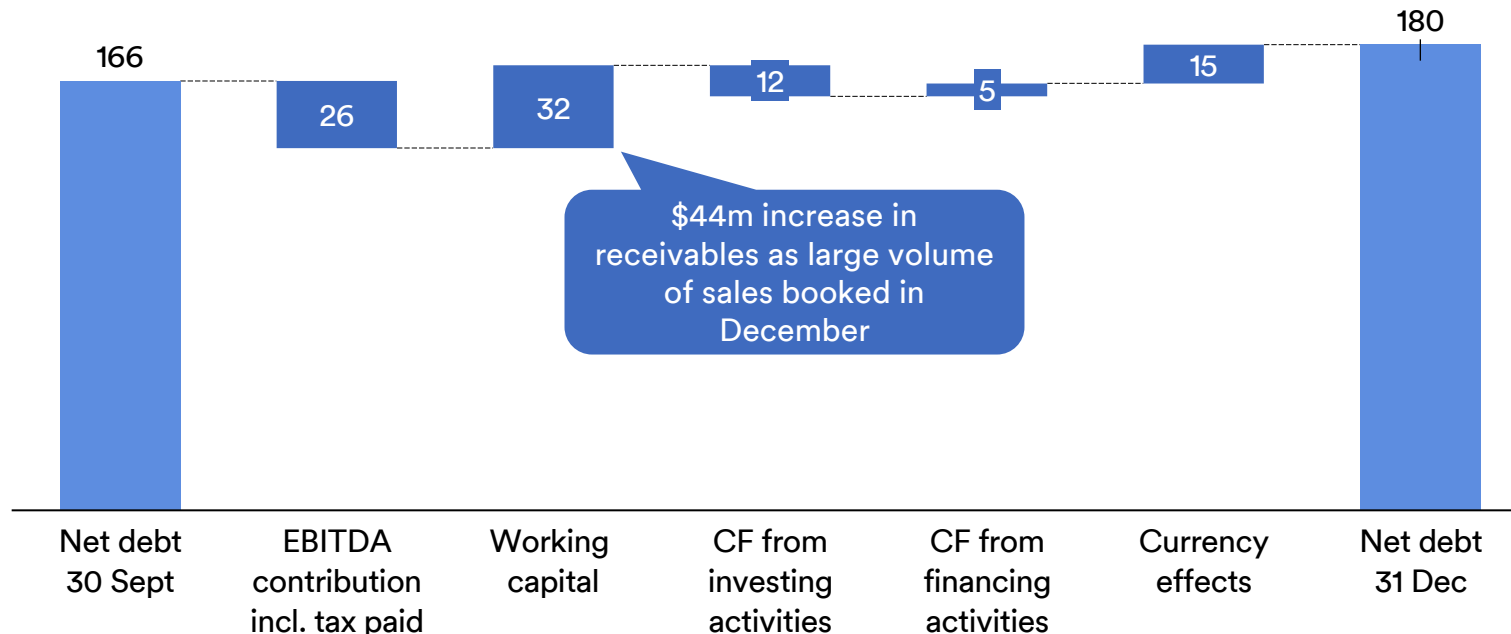 166
26
32
12
5
15
180
$44m increase in
receivables as large volume
of sales booked in
December
Net debt
30 Sept
EBITDA
contribution
incl. tax paid
Working
capital
CF from
investing
activities
CF from
financing
activities
Currency
effects
Net debt
31 Dec